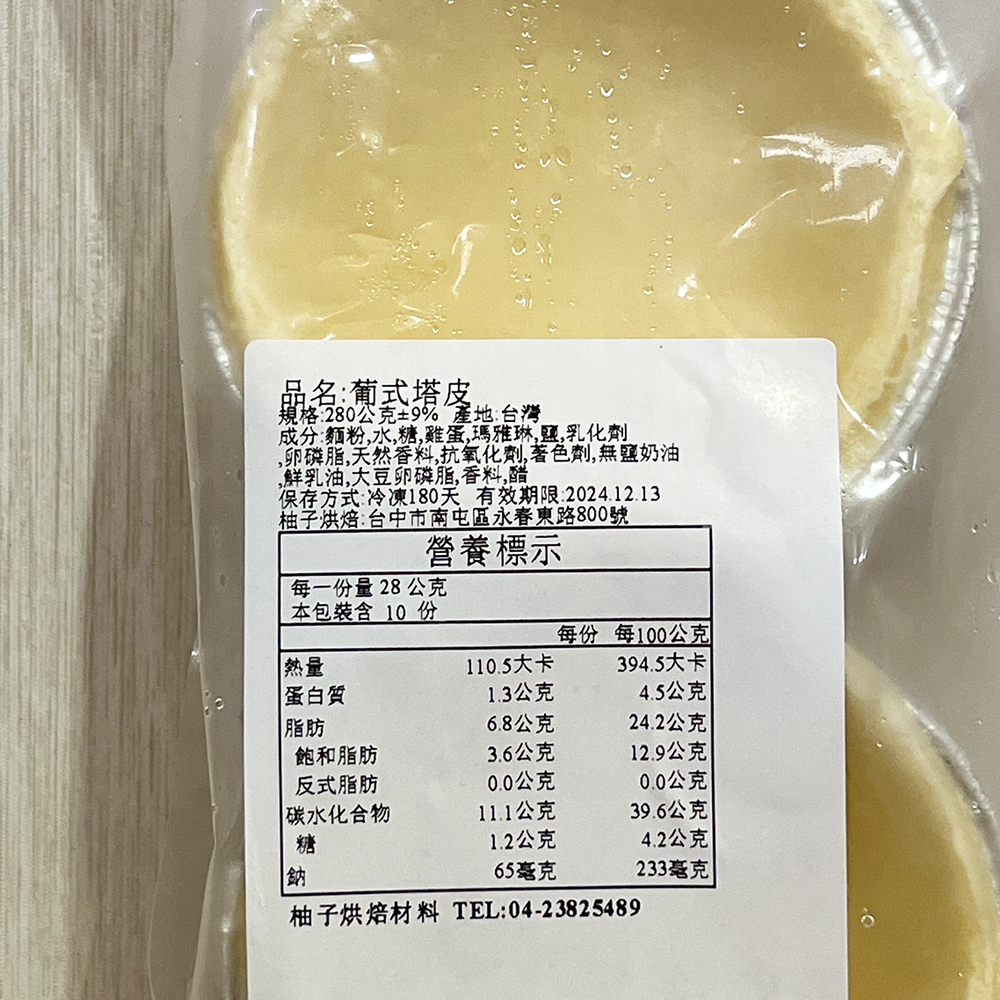 品名:葡式塔皮
規格:280公克±9% 產地:台灣
成分:麵粉,水,糖,雞蛋,瑪雅琳,鹽,乳化劑
,卵磷脂,天然香料,抗氧化劑,著色劑,無鹽奶油
,鮮乳油,大豆卵磷脂,香料,醋
保存方式:冷凍180天 有效期限:2024.12.13
柚子烘焙:台中市南屯區永春東路800號
營養標示
每一份量 28 公克
本包裝含 10 份
每份 每100公克
熱量 110.5大卡 394.5大卡
蛋白質 1.3公克 4.5公克
脂肪 6.8公克 24.2公克
飽和脂肪 3.6公克 12.9公克
反式脂肪 0.0公克 0.0公克
碳水化合物 11.1公克 39.6公克
糖 1.2公克 4.2公克
鈉 65毫克 233毫克
柚子烘焙材料 TEL:04-23825489